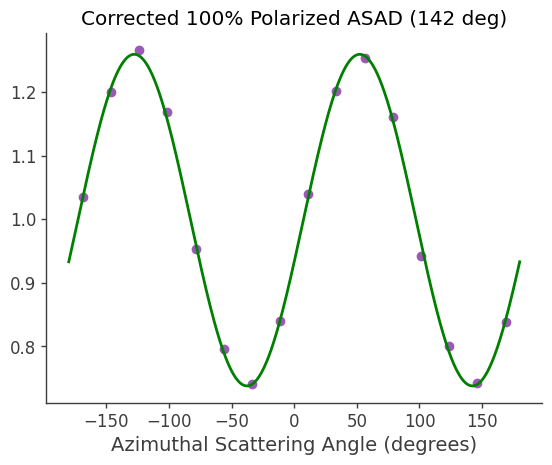 Corrected 100% Polarized ASAD (142 deg)
1.2
1.1
1.0
0.9
0.8
−150 −100 −50 0 50 100 150
Azimuthal Scattering Angle (degrees)